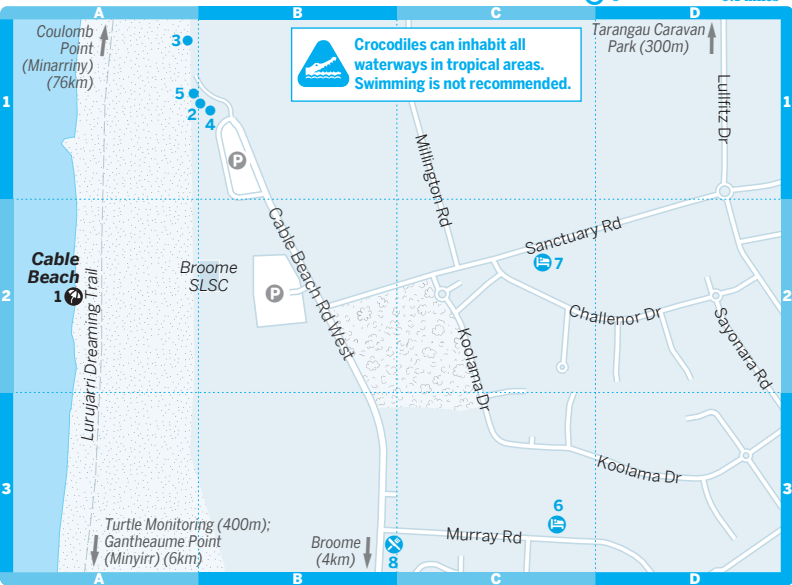 A
B
C
D
Coulomb
Point
(Minarriny)
(76km)
3
Crocodiles can inhabit all
waterways in tropical areas.
Swimming is not recommended.
Tarangau Caravan
Park (300m)
1
5
2
4
P
Millington Rd
Lullfitz Dr
1
Cable
Beach
1
Lurujarri Dreaming Trail
Broome
SLSC
P
Cable Beach Rd West
Sanctuary Rd
7
Challenor Dr
Koolama Dr
Sayonara Rd
2
2
Koolama Dr
6
Murray Rd
8
Turtle Monitoring (400m);
Gantheaume Point
(Minyirr) (6km)
Broome
(4km)
3
3
A
B
C
D